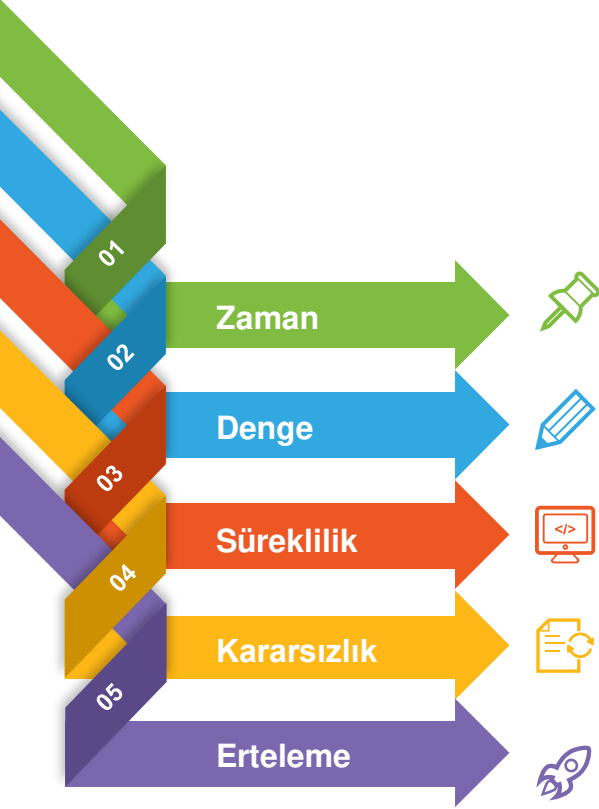 01
Zaman
02
Denge
03
Süreklilik
</>
04
Kararsızlık
05
Erteleme